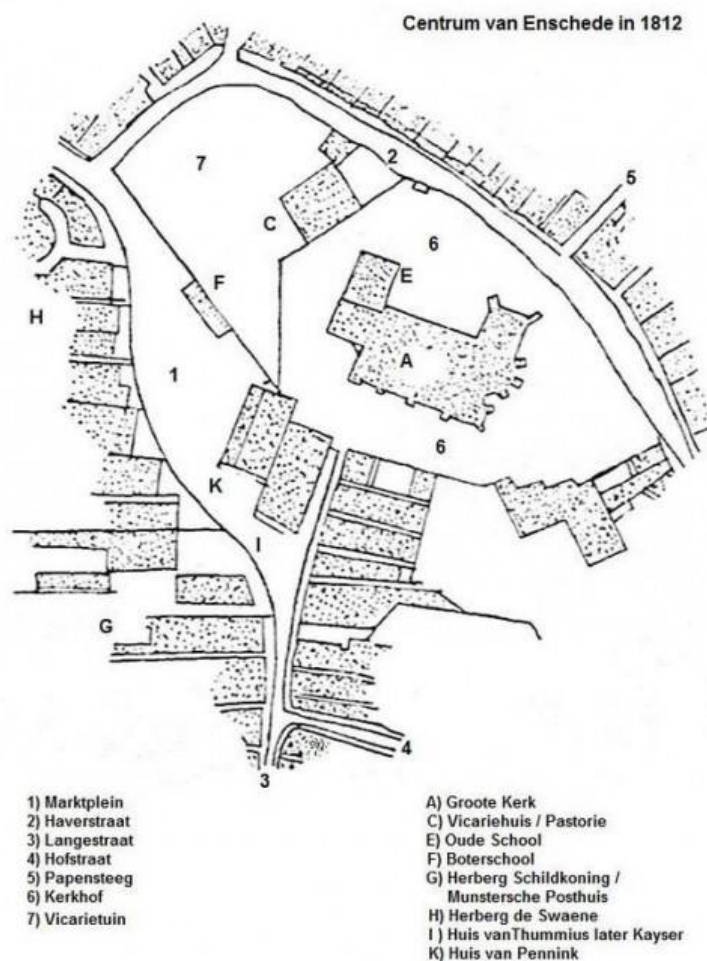 Centrum van Enschede in 1812
7
2
5
C
6
E
F
H
1
A
6
K
I
G
4
3
1) Marktplein
2) Haverstraat
3) Langestraat
4) Hofstraat
5) Papensteeg
6) Kerkhof
7) Vicarietuin
A) Groote Kerk
C) Vicariehuis / Pastorie
E) Oude School
F) Boterschool
G) Herberg Schildkoning /
Munstersche Posthuis
H) Herberg de Swaene
I ) Huis vanThummius later Kayser
K) Huis van Pennink